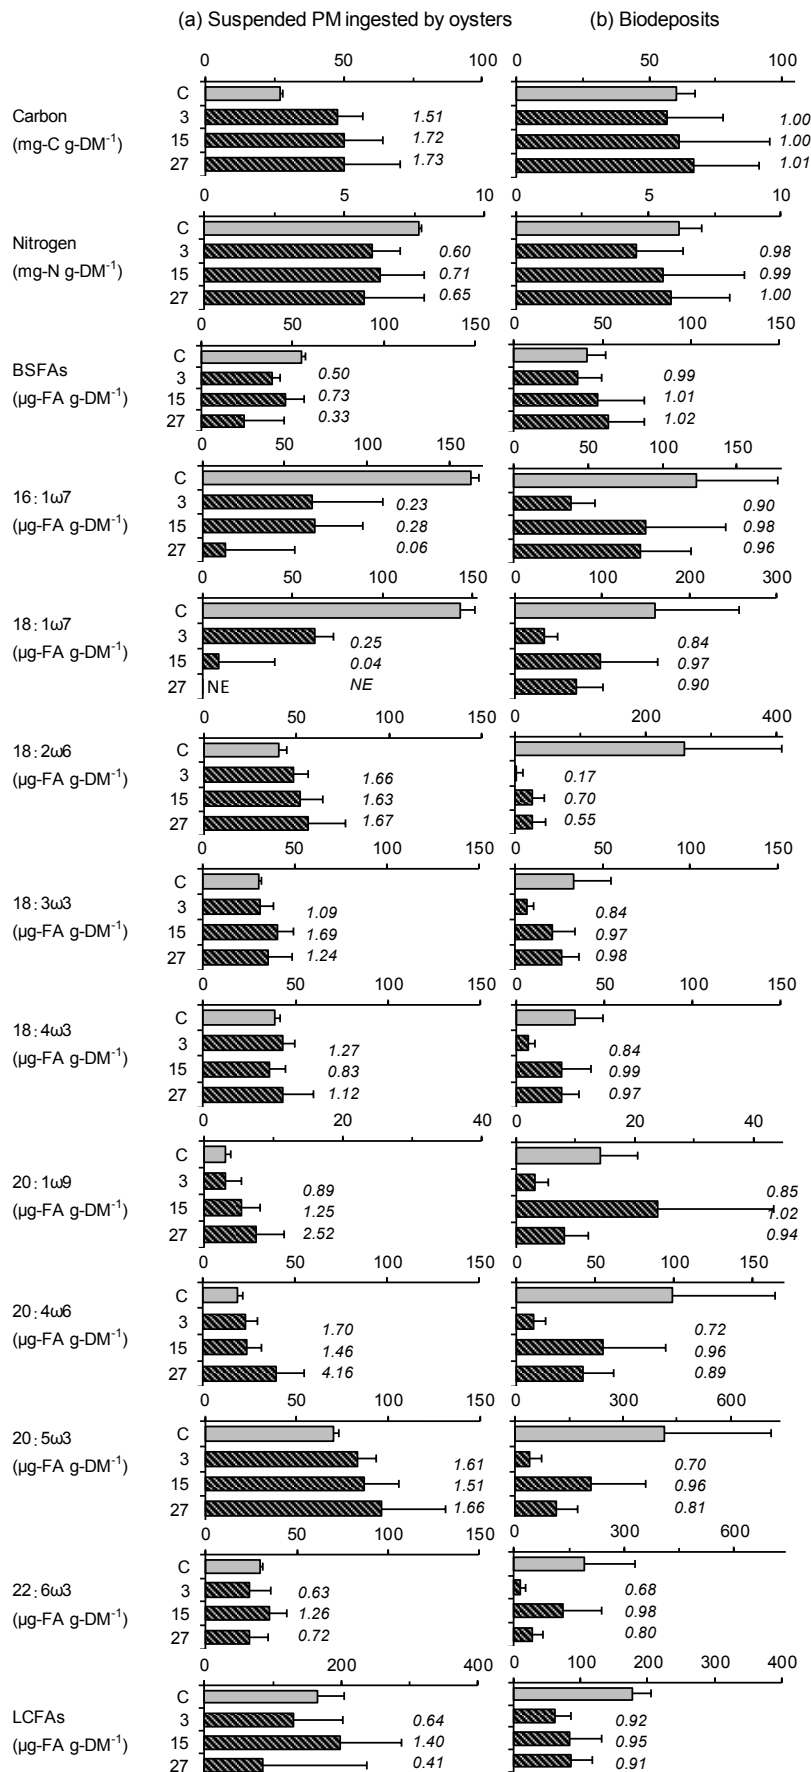 (a) Suspended PM ingested by oysters (b) Biodeposits
0 50 100 0 50 100
Carbon
(mg-C g-DM⁻¹)
C
3 1.51 1.00
15 1.72 1.00
27 1.73 1.01
0 5 10 0 5 10
Nitrogen
(mg-N g-DM⁻¹)
C
3 0.60 0.98
15 0.71 0.99
27 0.65 1.00
0 50 100 150 0 50 100 150
BSFAs
(μg-FA g-DM⁻¹)
C
3 0.50 0.99
15 0.73 1.01
27 0.33 1.02
0 50 100 150 0 50 100 150
16:1ω7
(μg-FA g-DM⁻¹)
C
3 0.23 0.90
15 0.28 0.98
27 0.06 0.96
0 50 100 150 0 100 200 300
18:1ω7
(μg-FA g-DM⁻¹)
C
3 0.25 0.84
15 0.04 0.97
27 NE NE 0.90
0 50 100 150 0 200 400
18:2ω6
(μg-FA g-DM⁻¹)
C
3 1.66 0.17
15 1.63 0.70
27 1.67 0.55
0 50 100 150 0 50 100 150
18:3ω3
(μg-FA g-DM⁻¹)
C
3 1.09 0.84
15 1.69 0.97
27 1.24 0.98
0 50 100 150 0 50 100 150
18:4ω3
(μg-FA g-DM⁻¹)
C
3 1.27 0.84
15 0.83 0.99
27 1.12 0.97
0 20 40 0 20 40
20:1ω9
(μg-FA g-DM⁻¹)
C
3 0.89 0.85
15 1.25 1.02
27 2.52 0.94
0 50 100 150 0 50 100 150
20:4ω6
(μg-FA g-DM⁻¹)
C
3 1.70 0.72
15 1.46 0.96
27 4.16 0.89
0 50 100 150 0 300 600
20:5ω3
(μg-FA g-DM⁻¹)
C
3 1.61 0.70
15 1.51 0.96
27 1.66 0.81
0 50 100 150 0 300 600
22:6ω3
(μg-FA g-DM⁻¹)
C
3 0.63 0.68
15 1.26 0.98
27 0.72 0.80
0 200 400 0 100 200 300 400
LCFAs
(μg-FA g-DM⁻¹)
C
3 0.64 0.92
15 1.40 0.95
27 0.41 0.91